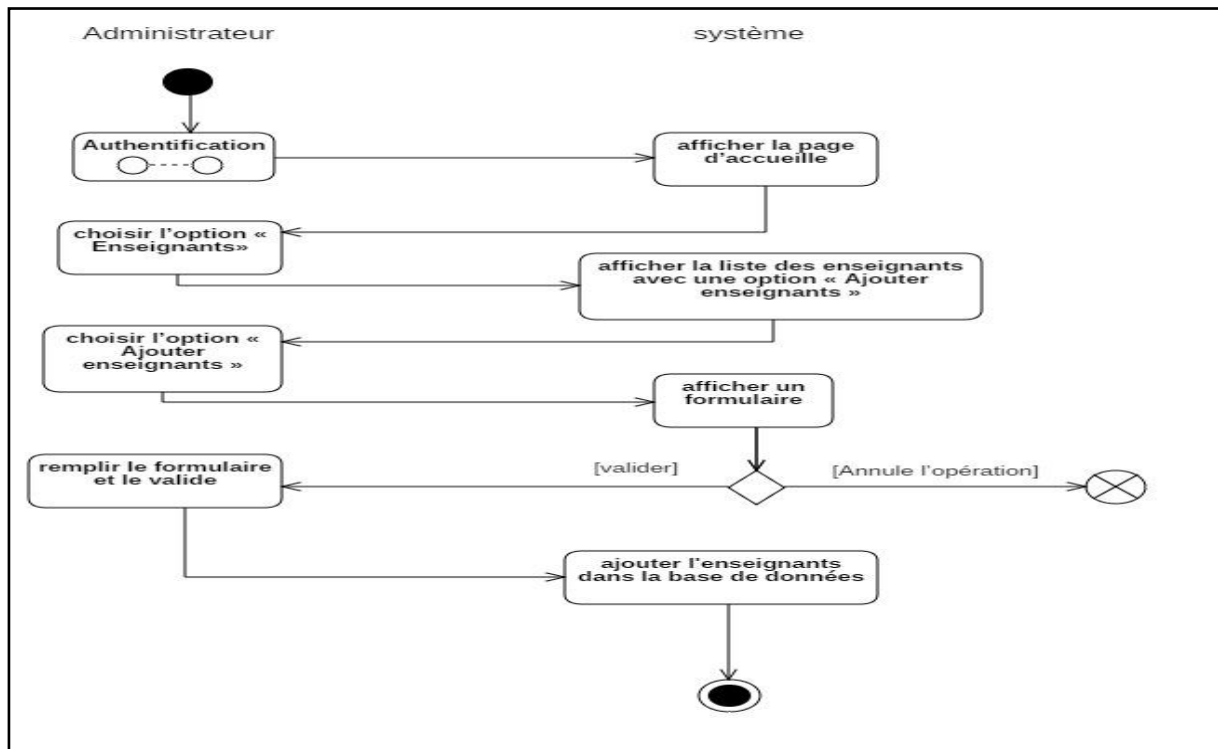 Administrateur
système
Authentification
afficher la page
d'accueille
choisir l'option «
Enseignants»
afficher la liste des enseignants
avec une option « Ajouter
enseignants »
choisir l'option «
Ajouter
enseignants »
afficher un
formulaire
[valider]
[Annule l'opération]
remplir le formulaire
et le valide
ajouter l'enseignants
dans la base de données